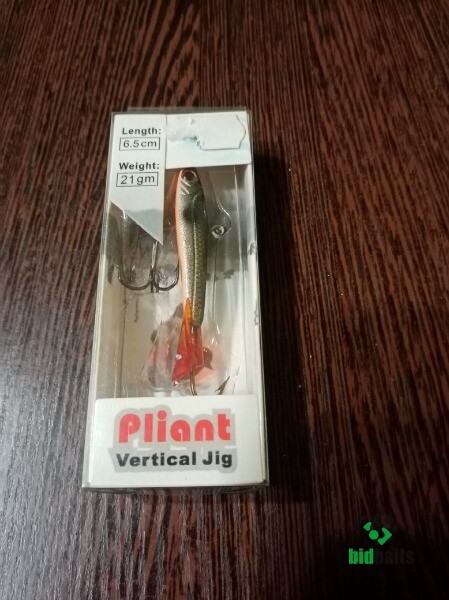 Length:
6.5cm
Weight:
21gm
Pliant
Vertical Jig
bidbaits